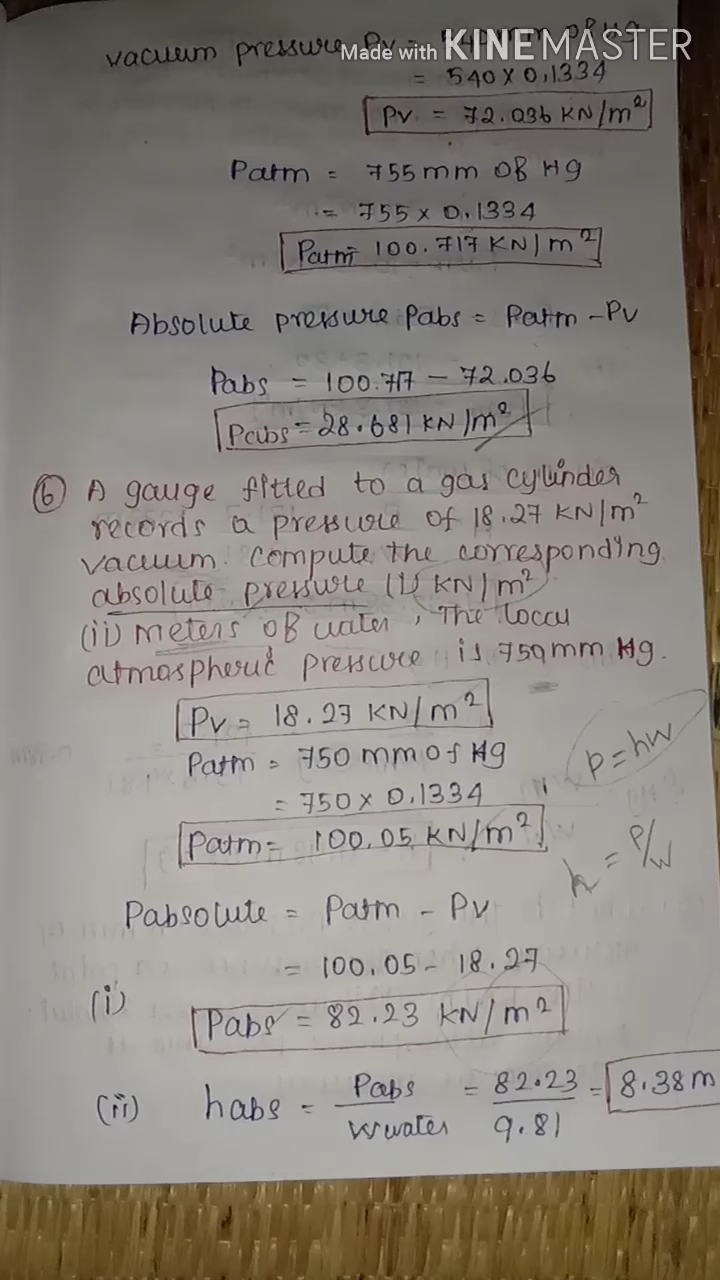 vacuum pressure Pv = 540 mm OB Hg
Made with KINEMASTER
= 540 x 0.1334
Pv = 72.036 KN/m²
Patm = 755 mm OB Hg
= 755 x 0.1334
Patm = 100.717 KN/m²
Absolute pressure Pabs = Patm - Pv
Pabs = 100.717 - 72.036
Pabs = 28.681 KN/m²
⑥ A gauge fitted to a gas cylinder
records a pressure of 18.27 KN/m²
vacuum. compute the corresponding
absolute pressure (i) KN/m²
(ii) meters OB water, The local
atmospheric pressure is 750 mm Hg.
Pv = 18.27 KN/m²
Patm = 750 mm of Hg
P = hw
= 750 x 0.1334
Patm = 100.05 KN/m²
h = P/w
Pabsolute = Patm - Pv
= 100.05 - 18.27
(i) Pabs = 82.23 KN/m²
(ii) habs = Pabs / Wwater = 82.23 / 9.81 = 8.38 m